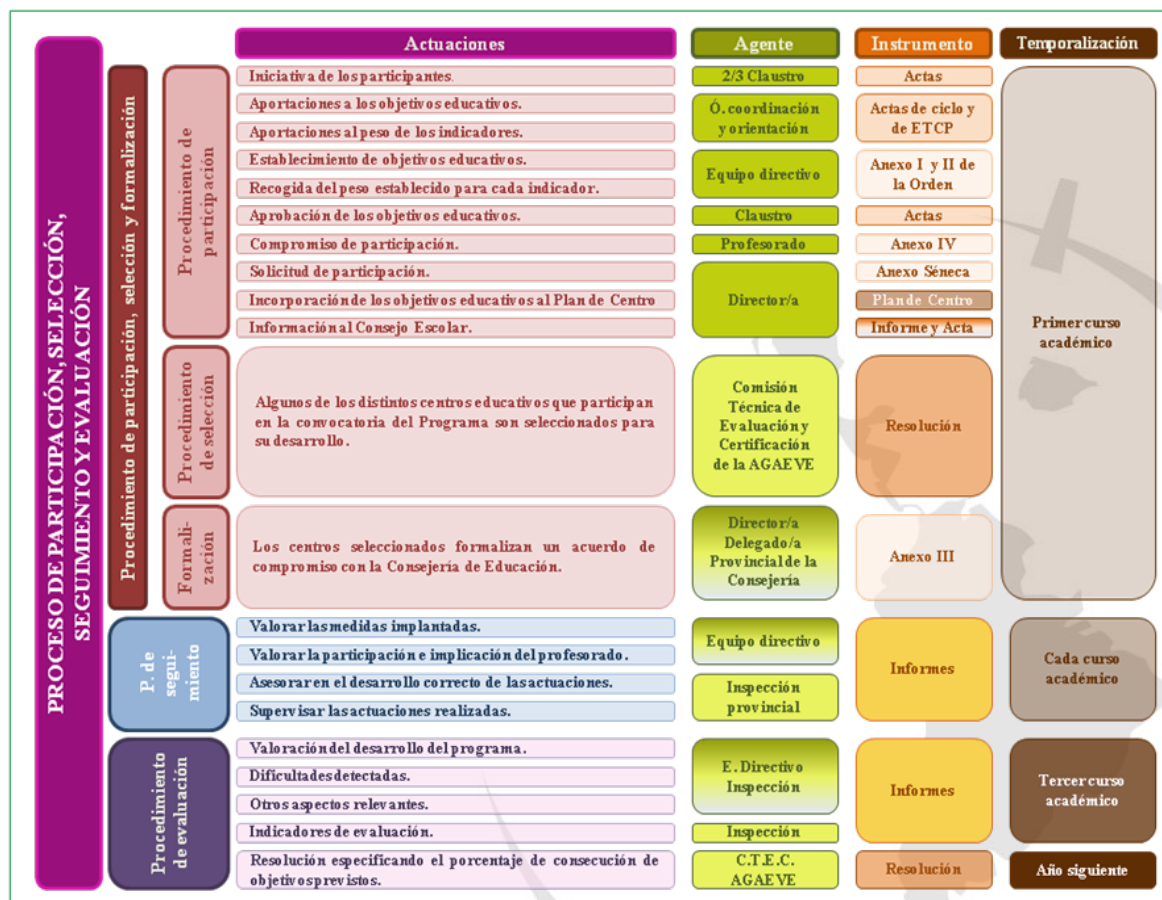 PROCESO DE PARTICIPACIÓN, SELECCIÓN,
SEGUIMIENTO Y EVALUACIÓN
Procedimiento de participación, selección y formalización
Actuaciones
Agente
Instrumento
Temporalización
Procedimiento de
participación
Iniciativa de los participantes.
2/3 Claustro
Actas
Aportaciones a los objetivos educativos.
Aportaciones al peso de los indicadores.
Ó. coordinación
y orientación
Actas de ciclo y
de ETCP
Establecimiento de objetivos educativos.
Recogida del peso establecido para cada indicador.
Equipo directivo
Anexo I y II de
la Orden
Aprobación de los objetivos educativos.
Claustro
Actas
Compromiso de participación.
Profesorado
Anexo IV
Solicitud de participación.
Anexo Séneca
Incorporación de los objetivos educativos al Plan de Centro
Director/a
Plan de Centro
Información al Consejo Escolar.
Informe y Acta
Primer curso
académico
Procedimiento
de selección
Algunos de los distintos centros educativos que participan
en la convocatoria del Programa son seleccionados para
su desarrollo.
Comisión
Técnica de
Evaluación y
Certificación
de la AGAEVE
Resolución
Formali-
zación
Los centros seleccionados formalizan un acuerdo de
compromiso con la Consejería de Educación.
Director/a
Delegado/a
Provincial de la
Consejería
Anexo III
P. de
segui-
miento
Valorar las medidas implantadas.
Valorar la participación e implicación del profesorado.
Equipo directivo
Asesorar en el desarrollo correcto de las actuaciones.
Supervisar las actuaciones realizadas.
Inspección
provincial
Informes
Cada curso
académico
Procedimiento
de evaluación
Valoración del desarrollo del programa.
Dificultades detectadas.
Otros aspectos relevantes.
E. Directivo
Inspección
Informes
Tercer curso
académico
Indicadores de evaluación.
Inspección
Resolución especificando el porcentaje de consecución de
objetivos previstos.
C.T.E.C.
AGAEVE
Resolución
Año siguiente